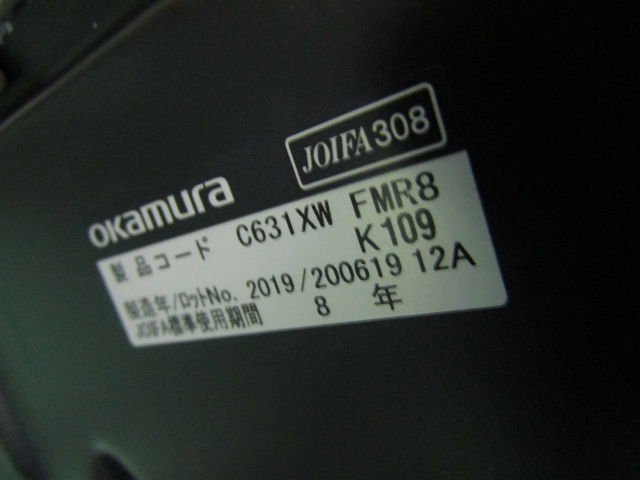 JOIFA308
okamura
製品コード C631XW FMR8
K109
製造年/ロットNo. 2019/200619 12A
JOIFA標準使用期間 8 年